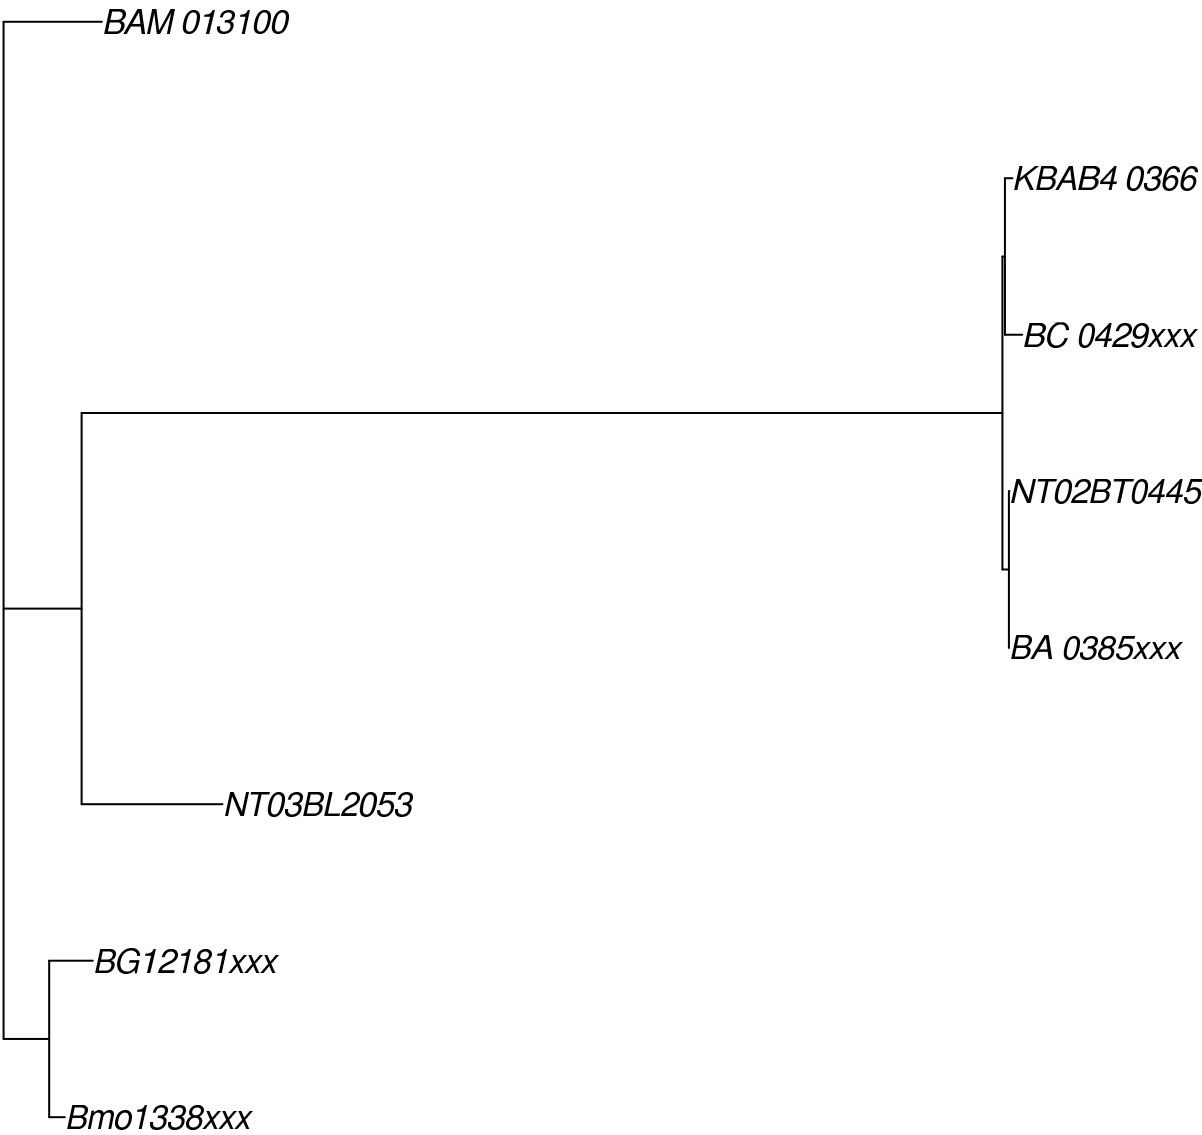 BAM 013100
KBAB4 0366
BC 0429xxx
NT02BT0445
BA 0385xxx
NT03BL2053
BG12181xxx
Bmo1338xxx